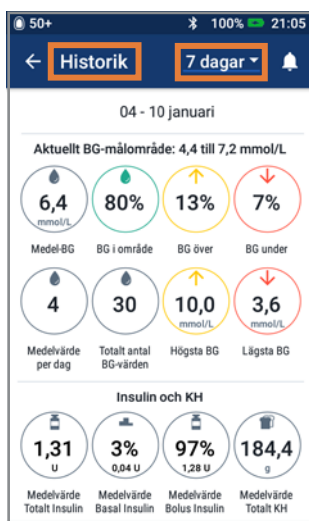 50+ 100% 21:05
Historik 7 dagar
04 - 10 januari
Aktuellt BG-målområde: 4,4 till 7,2 mmol/L
6,4 80% 13% 7%
mmol/L
Medel-BG BG i område BG över BG under
4 30 10,0 3,6
mmol/L mmol/L
Medelvärde Totalt antal Högsta BG Lägsta BG
per dag BG-värden
Insulin och KH
1,31 3% 97% 184,4
U 0,04 U 1,28 U g
Medelvärde Medelvärde Medelvärde Medelvärde
Totalt Insulin Basal Insulin Bolus Insulin Totalt KH